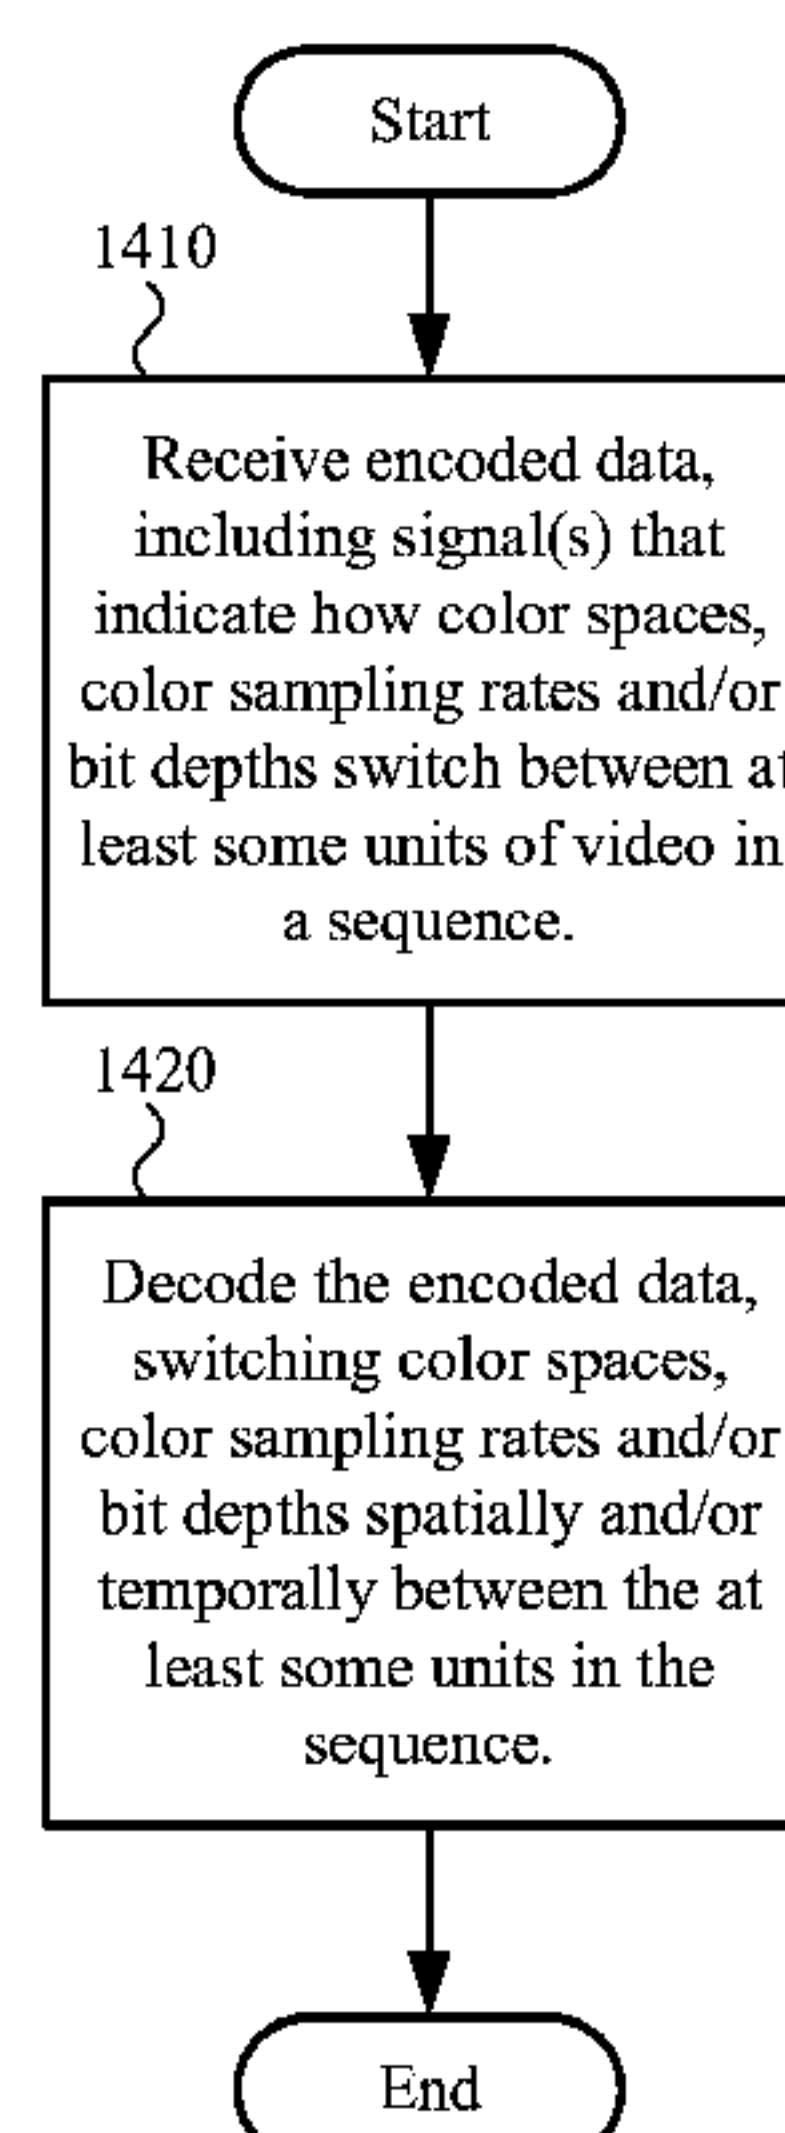 Start
1410
Receive encoded data,
including signal(s) that
indicate how color spaces,
color sampling rates and/or
bit depths switch between at
least some units of video in
a sequence.
1420
Decode the encoded data,
switching color spaces,
color sampling rates and/or
bit depths spatially and/or
temporally between the at
least some units in the
sequence.
End